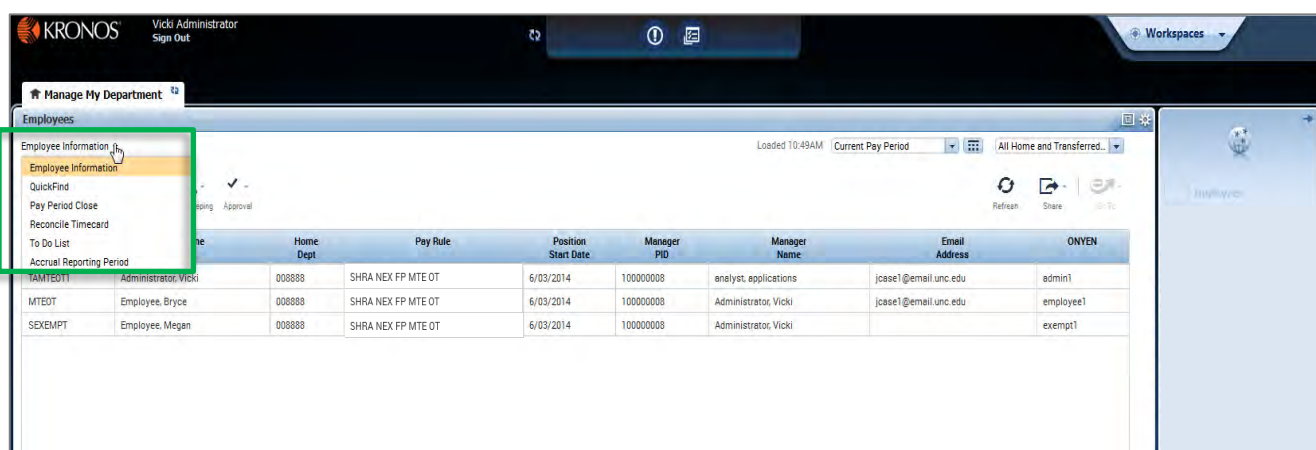 KRONOS
Vicki Administrator
Sign Out
Workspaces
Manage My Department
Employees
Employee Information
Loaded 10:49AM Current Pay Period All Home and Transferred..
Employee Information
QuickFind
Pay Period Close
Reconcile Timecard
To Do List
Accrual Reporting Period
eping Approval
Refresh Share Go To
Employees
me Home Dept Pay Rule Position Start Date Manager PID Manager Name Email Address ONYEN
TAMTEOT1 Administrator, Vicki 008888 SHRA NEX FP MTE OT 6/03/2014 100000008 analyst, applications jcase1@email.unc.edu admin1
MTEOT Employee, Bryce 008888 SHRA NEX FP MTE OT 6/03/2014 100000008 Administrator, Vicki jcase1@email.unc.edu employee1
SEXEMPT Employee, Megan 008888 SHRA NEX FP MTE OT 6/03/2014 100000008 Administrator, Vicki exempt1